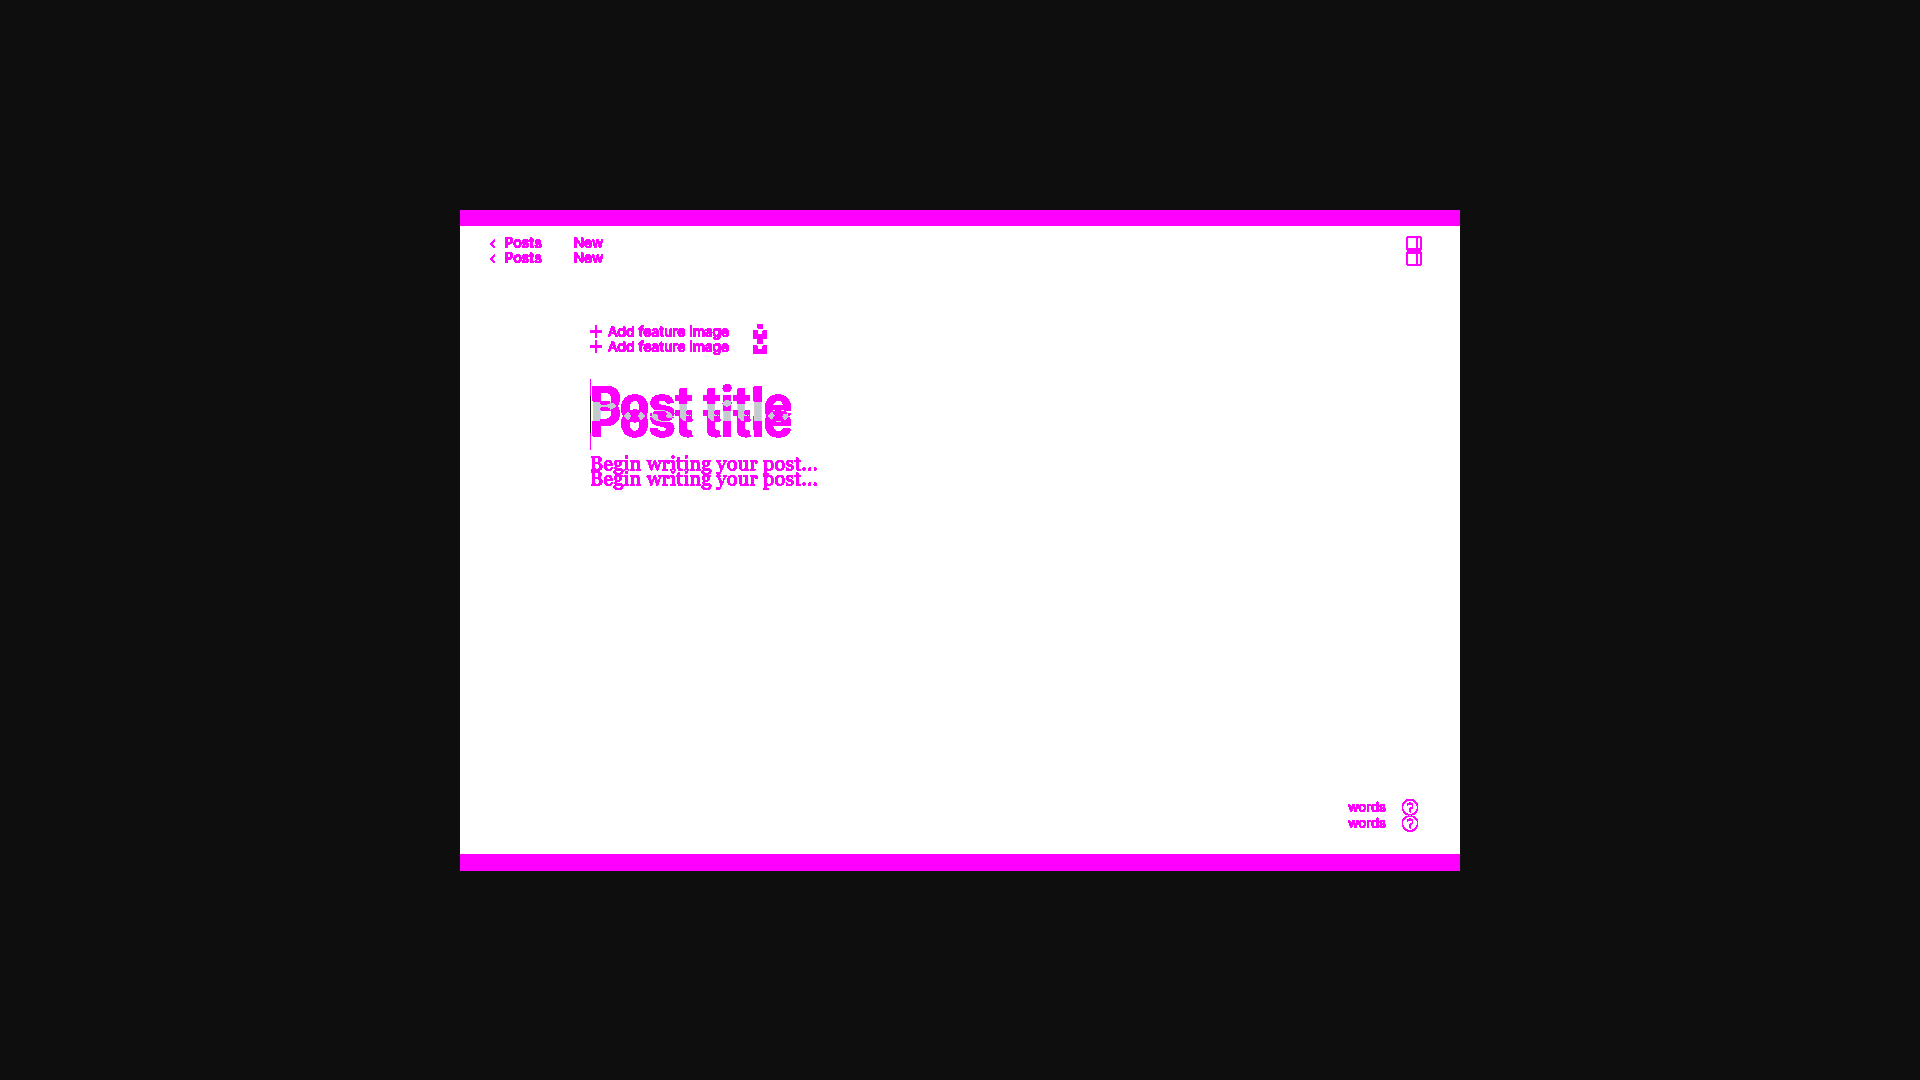 Posts New
Posts New
Add feature image
Add feature image
Post title
Post title
Begin writing your post...
Begin writing your post...
words
words